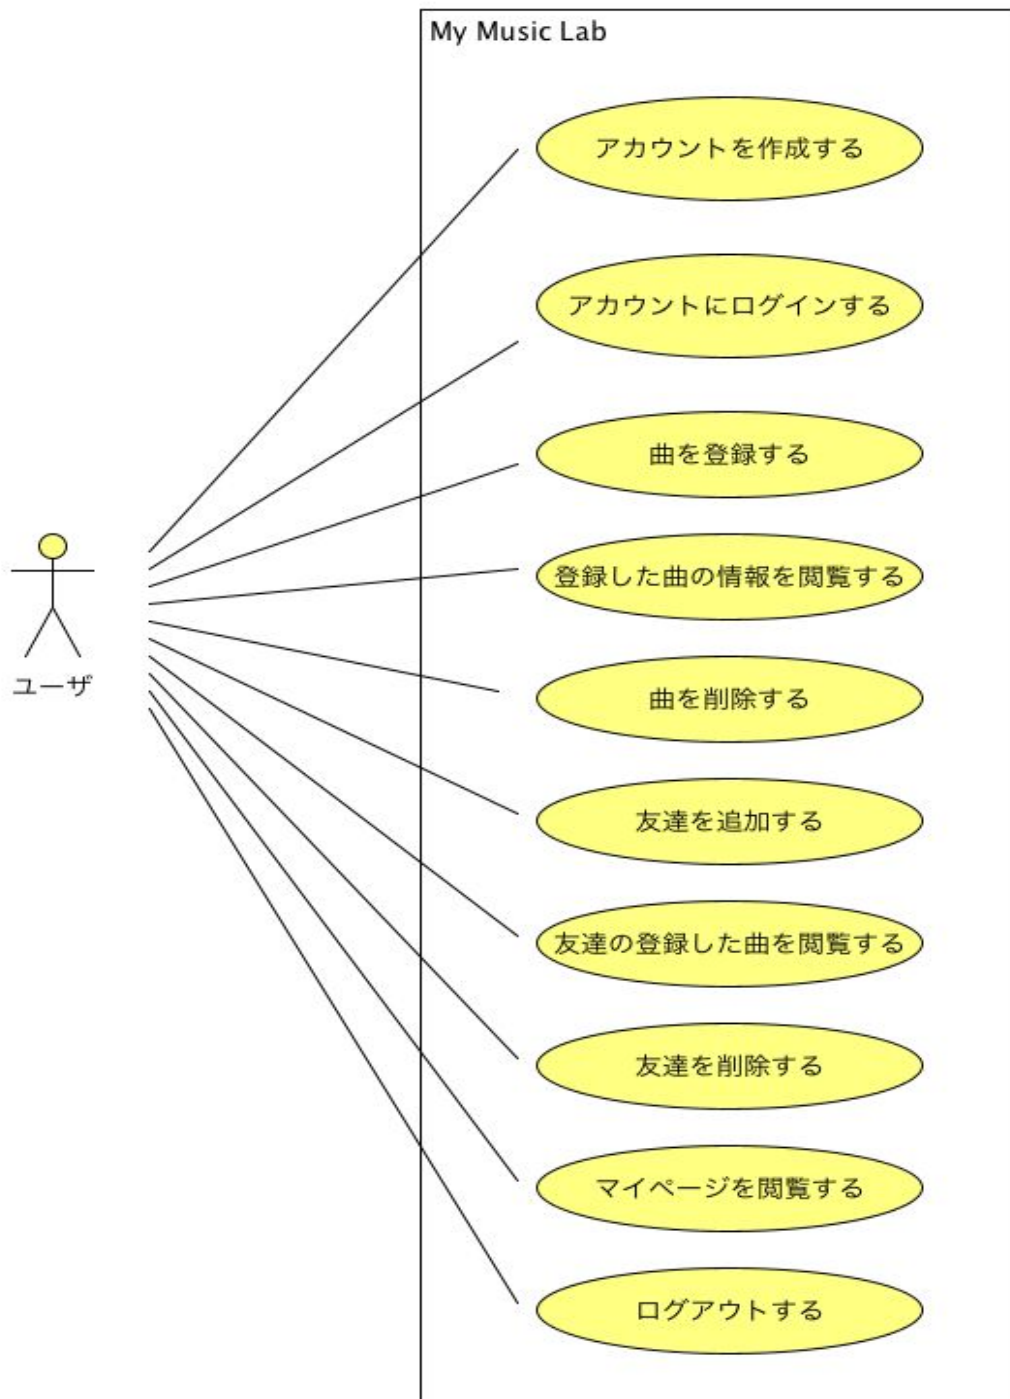 My Music Lab
アカウントを作成する
アカウントにログインする
曲を登録する
登録した曲の情報を閲覧する
ユーザ
曲を削除する
友達を追加する
友達の登録した曲を閲覧する
友達を削除する
マイページを閲覧する
ログアウトする